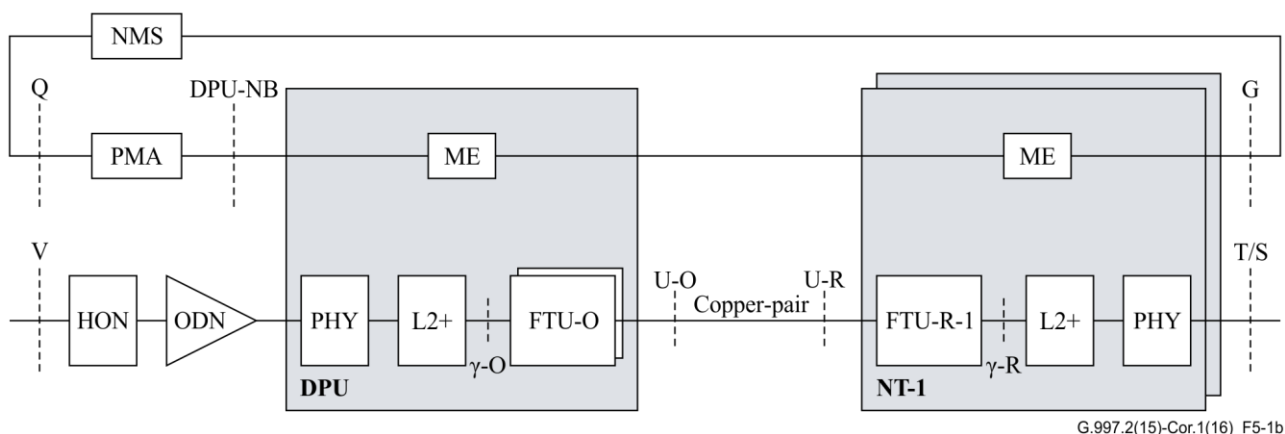 NMS
Q
DPU-NB
G
PMA
ME
ME
V
T/S
U-O
U-R
Copper-pair
HON
ODN
PHY
L2+
FTU-O
FTU-R-1
L2+
PHY
γ-O
γ-R
DPU
NT-1
G.997.2(15)-Cor.1(16)_F5-1b